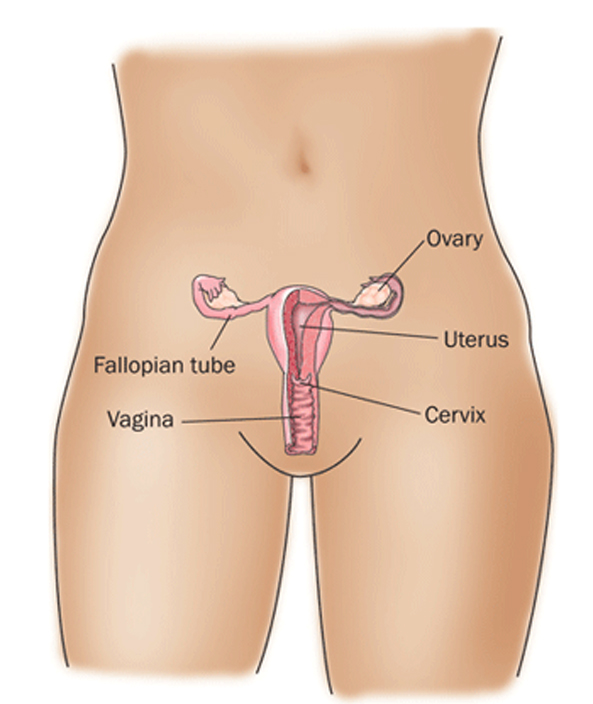 Ovary
Uterus
Fallopian tube
Cervix
Vagina